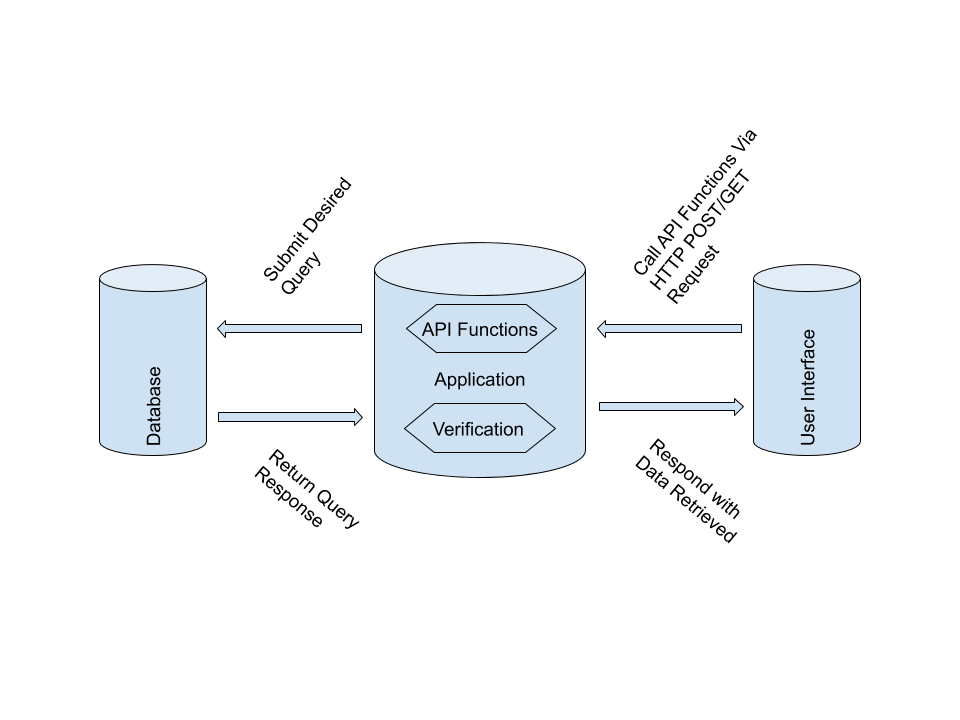 Submit Desired
Query
Call API Functions Via
HTTP POST/GET
Request
Database
API Functions
Application
Verification
User Interface
Return Query
Response
Respond with
Data Retrieved